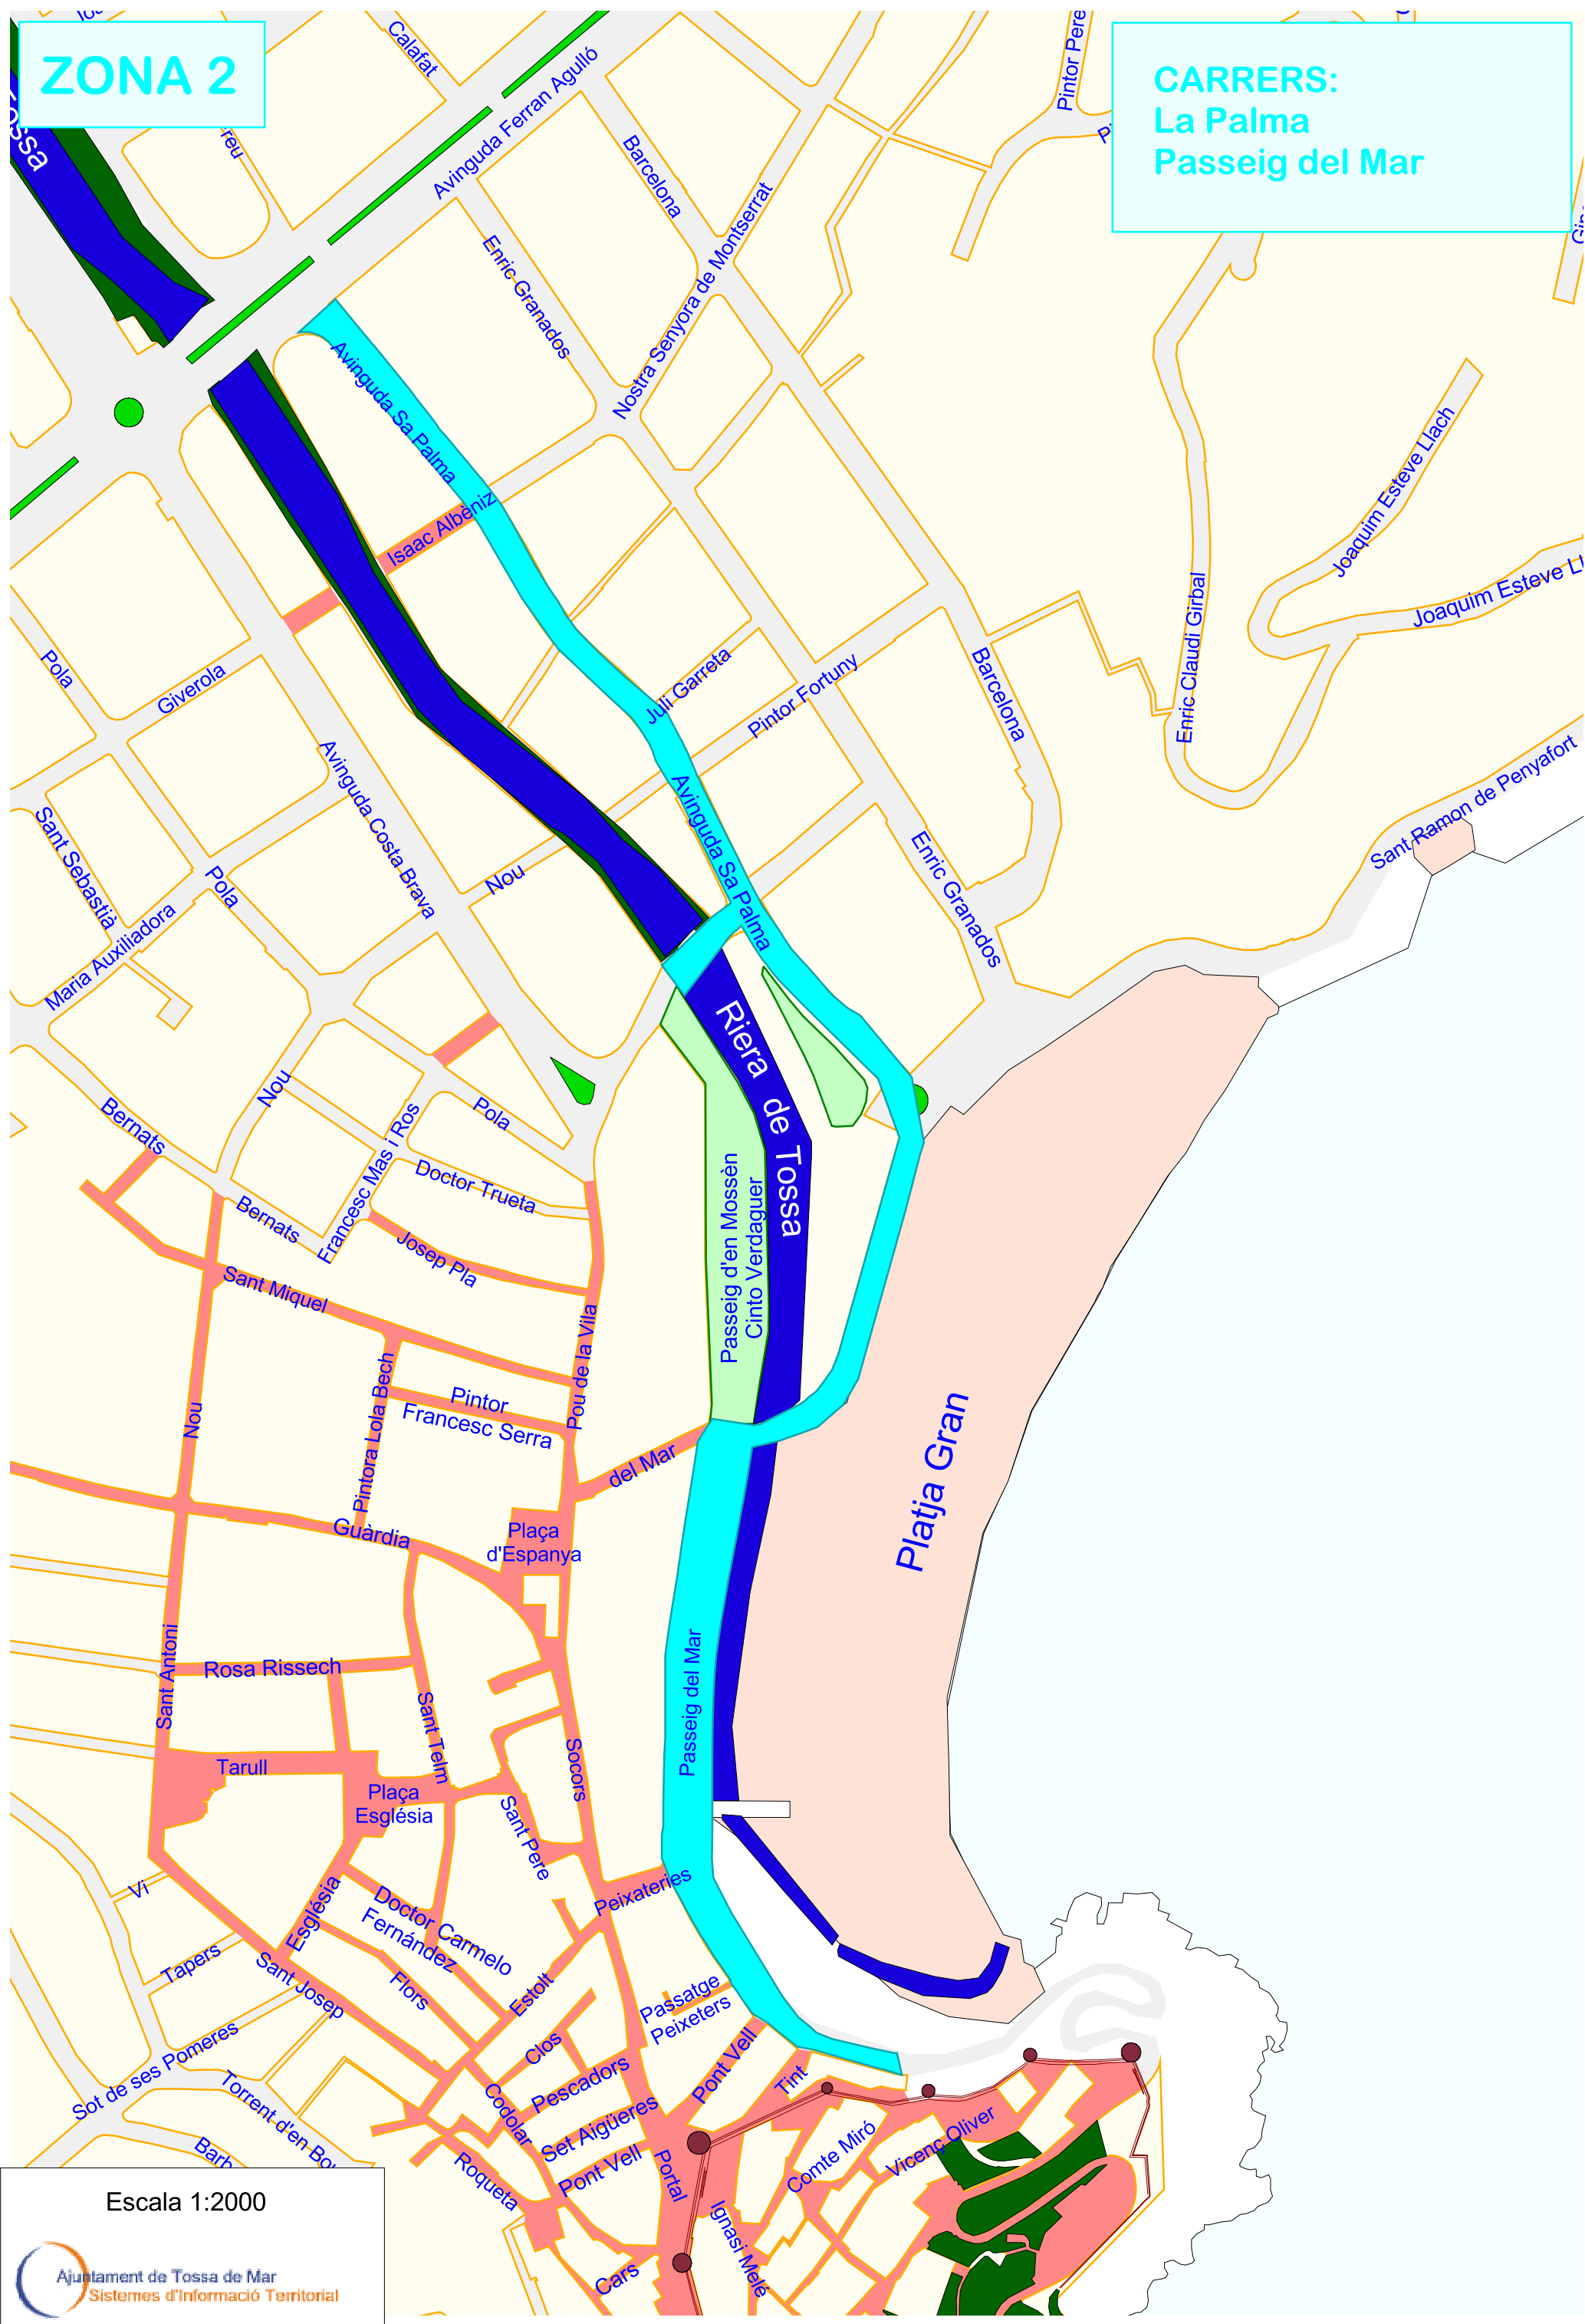 ZONA 2
CARRERS:
La Palma
Passeig del Mar
Calafat
Avinguda Ferran Agulló
Barcelona
Pintor Pere
Enric Granados
Nostra Senyora de Montserrat
Avinguda Sa Palma
Isaac Albèniz
Joaquim Esteve Llach
Joaquim Esteve Ll
Enric Claudi Girbal
Juli Garreta
Pintor Fortuny
Barcelona
Pola
Giverola
Avinguda Costa Brava
Avinguda Sa Palma
Sant Ramon de Penyafort
Sant Sebastià
Pola
Nou
Enric Granados
Maria Auxiliadora
Riera de Tossa
Nou
Bernats
Pola
Francesc Mas i Ros
Doctor Trueta
Bernats
Josep Pla
Passeig d'en Mossèn
Cinto Verdaguer
Sant Miquel
Pou de la Vila
Pintora Lola Bech
Pintor
Francesc Serra
Nou
del Mar
Platja Gran
Guàrdia
Plaça
d'Espanya
Sant Antoni
Rosa Rissech
Passeig del Mar
Sant Telm
Socors
Tarull
Plaça
Església
Sant Pere
Vi
Peixateries
Església
Doctor Carmelo
Fernández
Tapers
Sant Josep
Flors
Estolt
Passatge
Peixeters
Clos
Pont Vell
Sot de ses Pomeres
Pescadors
Tint
Torrent d'en Bou
Codolar
Set Aigüeres
Comte Miró
Vicenç Oliver
Barb
Roqueta
Pont Vell
Portal
Ignasi Melé
Cars
Escala 1:2000
Ajuntament de Tossa de Mar
Sistemes d'Informació Territorial